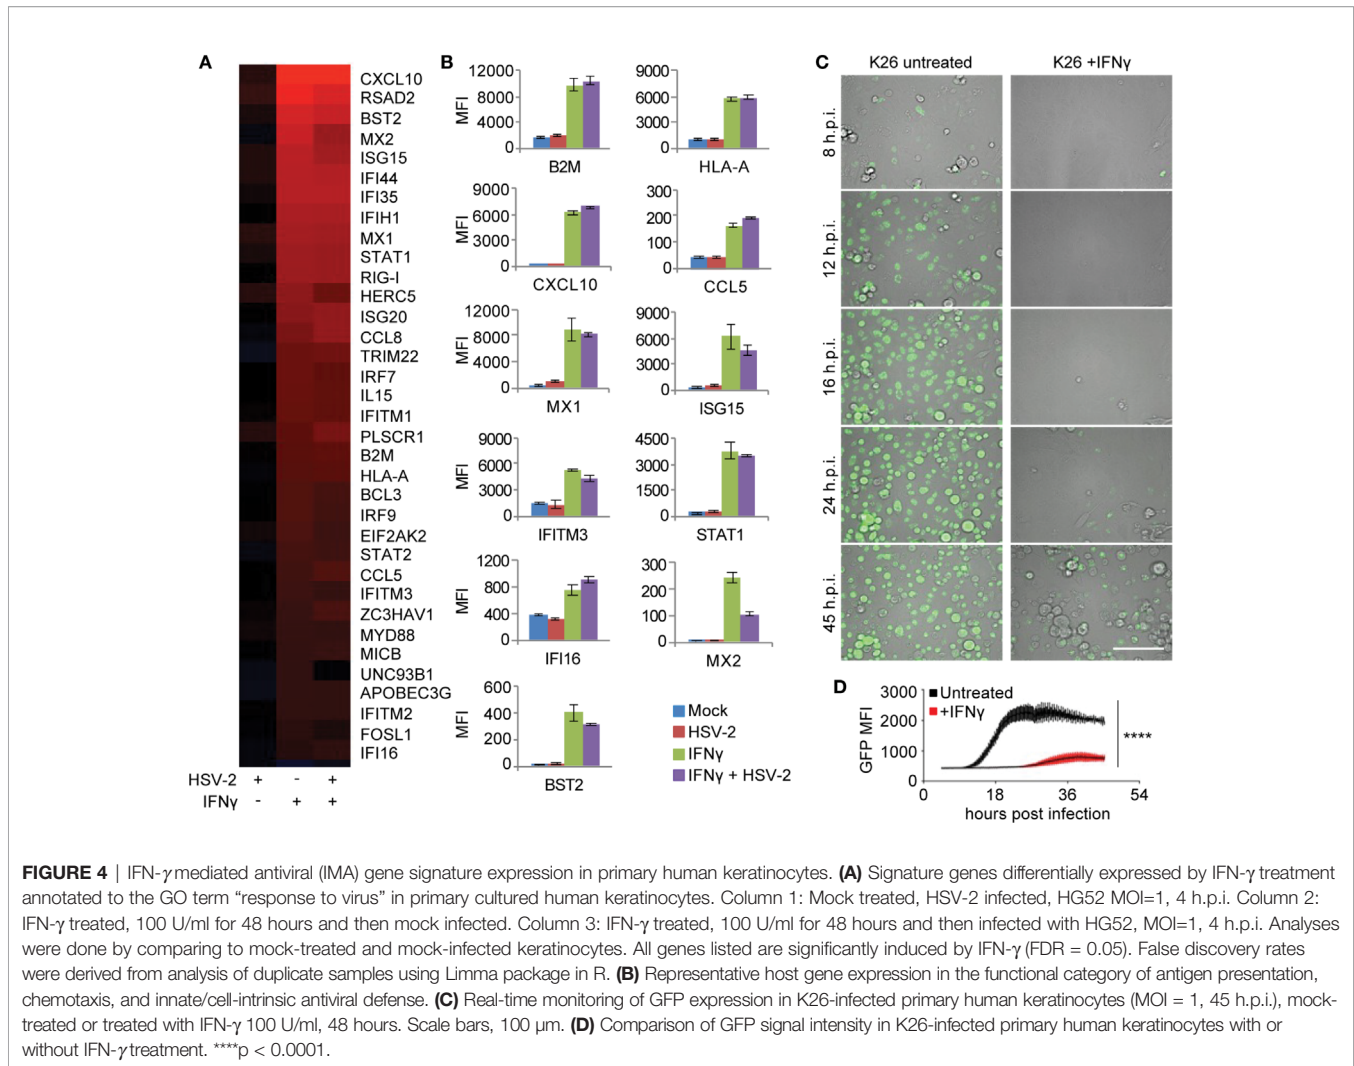 A
CXCL10
RSAD2
BST2
MX2
ISG15
IFI44
IFI35
IFIH1
MX1
STAT1
RIG-I
HERC5
ISG20
CCL8
TRIM22
IRF7
IL15
IFITM1
PLSCR1
B2M
HLA-A
BCL3
IRF9
EIF2AK2
STAT2
CCL5
IFITM3
ZC3HAV1
MYD88
MICB
UNC93B1
APOBEC3G
IFITM2
FOSL1
IFI16
HSV-2 + - +
IFNγ - + +
B
MFI
12000
8000
4000
0
B2M
9000
6000
3000
0
HLA-A
MFI
9000
6000
3000
0
CXCL10
300
200
100
0
CCL5
MFI
12000
8000
4000
0
MX1
9000
6000
3000
0
ISG15
MFI
9000
6000
3000
0
IFITM3
4500
3000
1500
0
STAT1
MFI
1600
1200
800
400
0
IFI16
300
200
100
0
MX2
MFI
600
400
200
0
BST2
Mock
HSV-2
IFNγ
IFNγ + HSV-2
C
K26 untreated
K26 +IFNγ
8 h.p.i.
12 h.p.i.
16 h.p.i.
24 h.p.i.
45 h.p.i.
D
GFP MFI
3000
2000
1000
0
Untreated
+IFNγ
****
0 18 36 54
hours post infection
FIGURE 4 | IFN-γ mediated antiviral (IMA) gene signature expression in primary human keratinocytes. (A) Signature genes differentially expressed by IFN-γ treatment
annotated to the GO term “response to virus” in primary cultured human keratinocytes. Column 1: Mock treated, HSV-2 infected, HG52 MOI=1, 4 h.p.i. Column 2:
IFN-γ treated, 100 U/ml for 48 hours and then mock infected. Column 3: IFN-γ treated, 100 U/ml for 48 hours and then infected with HG52, MOI=1, 4 h.p.i. Analyses
were done by comparing to mock-treated and mock-infected keratinocytes. All genes listed are significantly induced by IFN-γ (FDR = 0.05). False discovery rates
were derived from analysis of duplicate samples using Limma package in R. (B) Representative host gene expression in the functional category of antigen presentation,
chemotaxis, and innate/cell-intrinsic antiviral defense. (C) Real-time monitoring of GFP expression in K26-infected primary human keratinocytes (MOI = 1, 45 h.p.i.), mock-
treated or treated with IFN-γ 100 U/ml, 48 hours. Scale bars, 100 μm. (D) Comparison of GFP signal intensity in K26-infected primary human keratinocytes with or
without IFN-γ treatment. ****p < 0.0001.